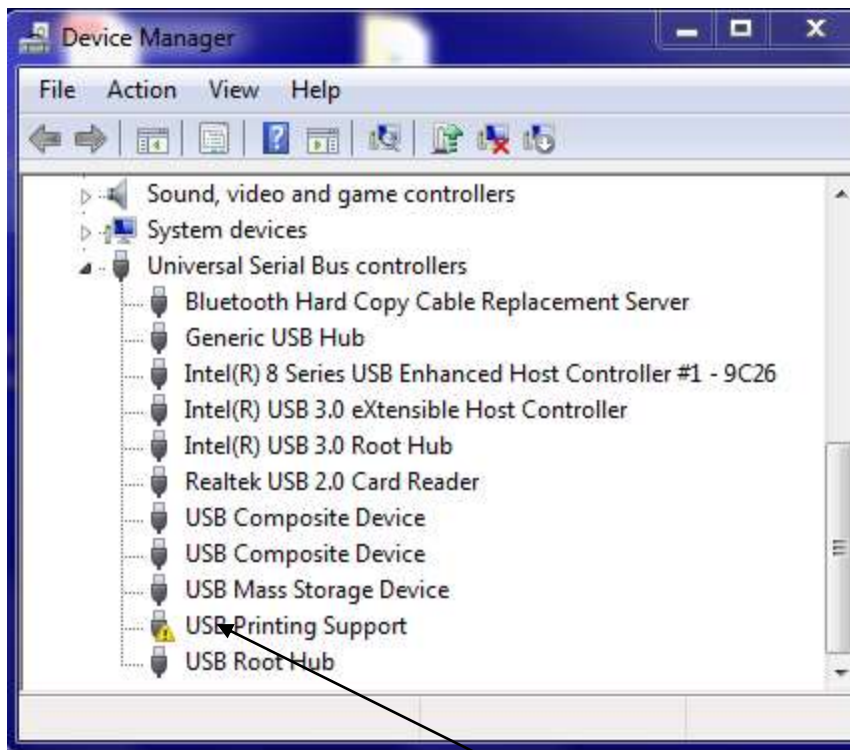 Device Manager
File Action View Help
Sound, video and game controllers
System devices
Universal Serial Bus controllers
Bluetooth Hard Copy Cable Replacement Server
Generic USB Hub
Intel(R) 8 Series USB Enhanced Host Controller #1 - 9C26
Intel(R) USB 3.0 eXtensible Host Controller
Intel(R) USB 3.0 Root Hub
Realtek USB 2.0 Card Reader
USB Composite Device
USB Composite Device
USB Mass Storage Device
USB Printing Support
USB Root Hub